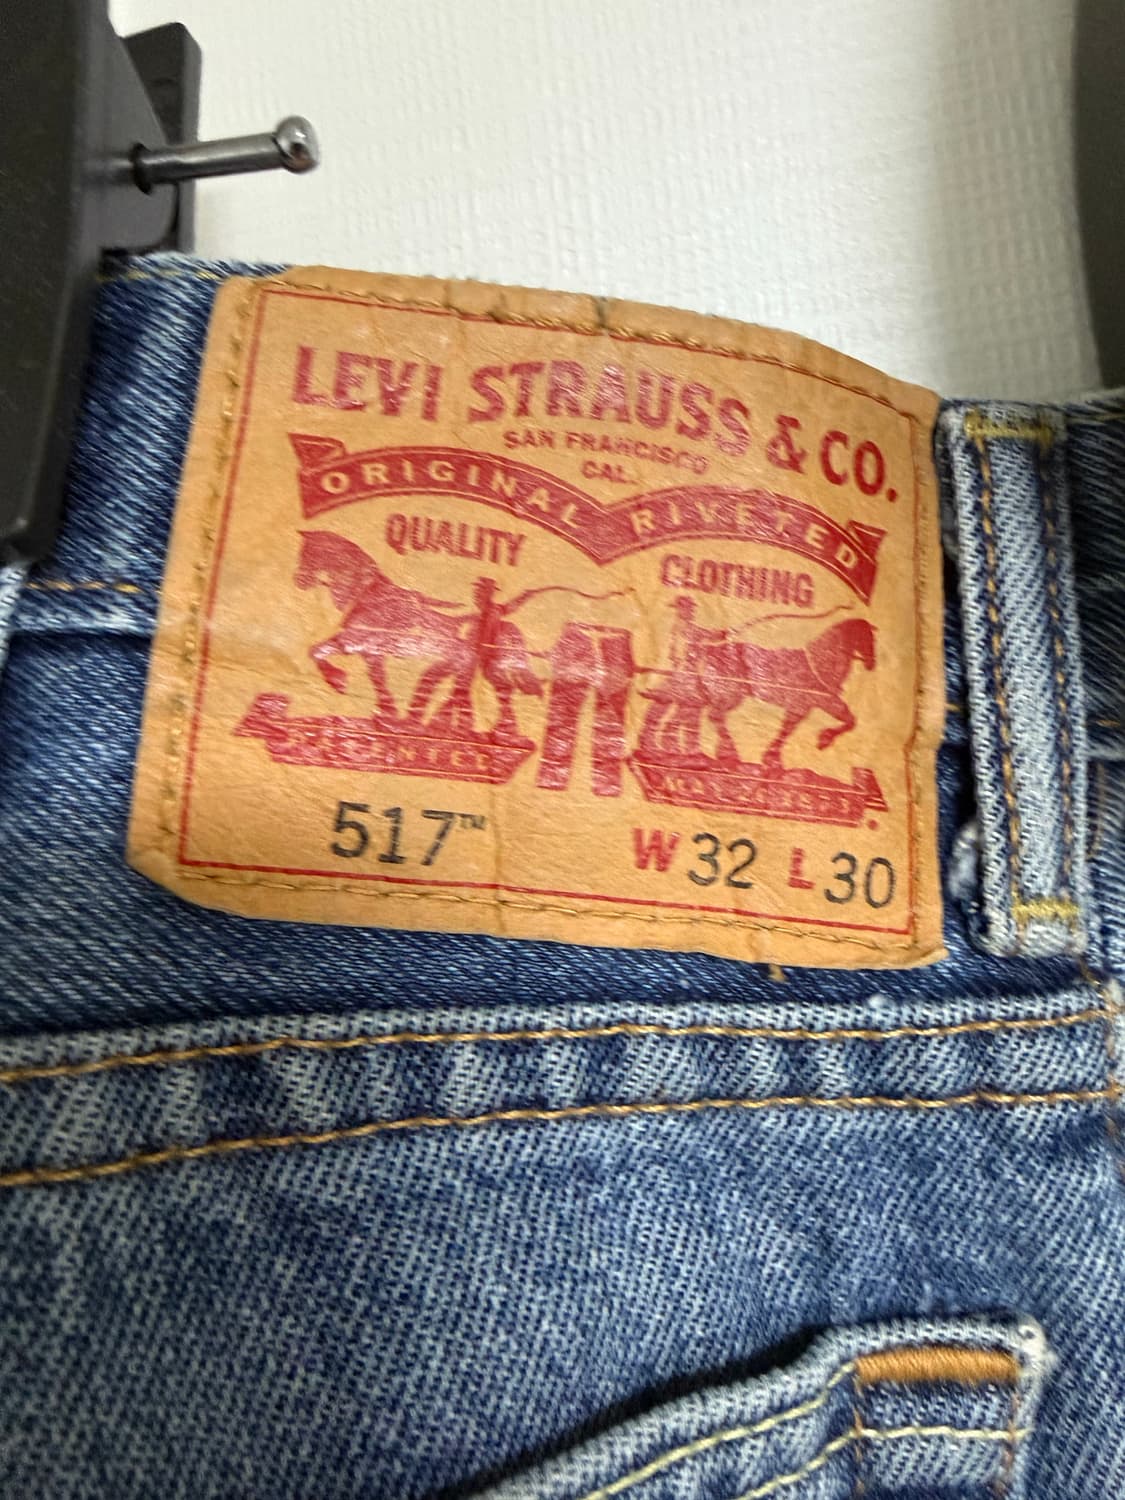 LEVI STRAUSS & CO.
SAN FRANCISCO
CAL.
ORIGINAL RIVETED
QUALITY CLOTHING
517™ W 32 L 30